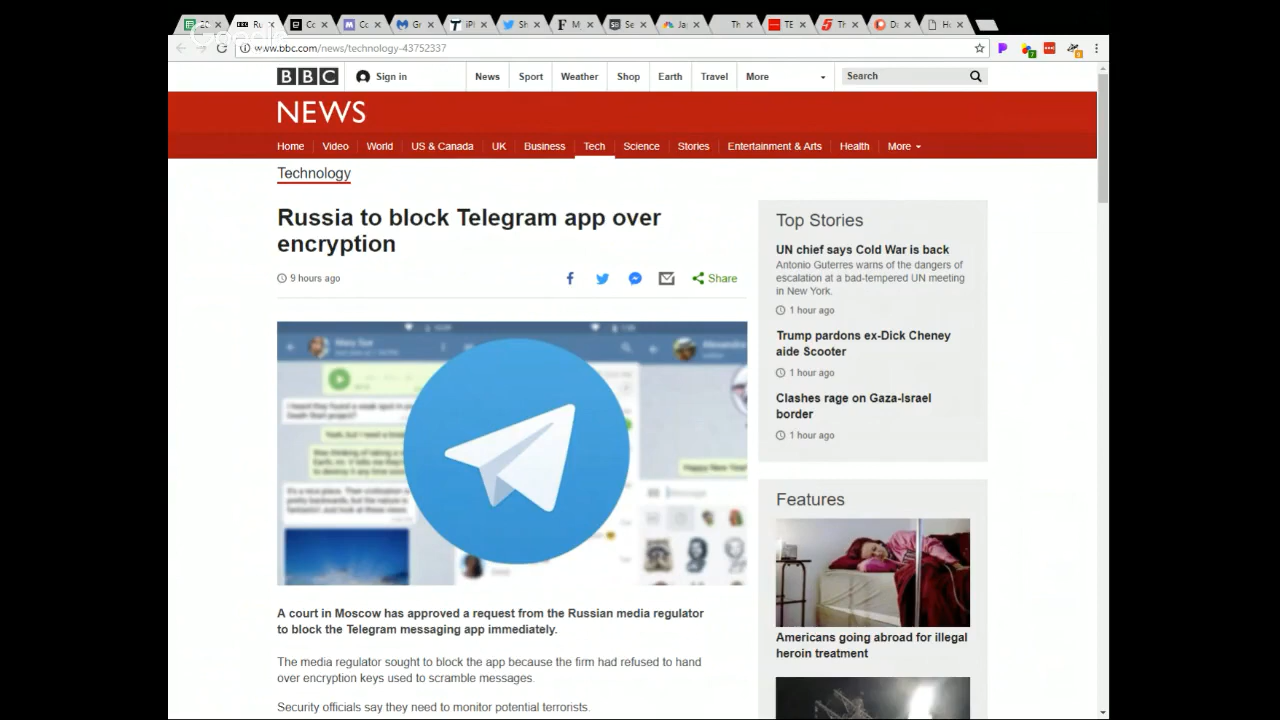 www.bbc.com/news/technology-43752337
BBC
Sign in
News
Sport
Weather
Shop
Earth
Travel
More
Search
NEWS
Home
Video
World
US & Canada
UK
Business
Tech
Science
Stories
Entertainment & Arts
Health
More
Technology
Russia to block Telegram app over
encryption
9 hours ago
Share
A court in Moscow has approved a request from the Russian media regulator
to block the Telegram messaging app immediately.
The media regulator sought to block the app because the firm had refused to hand
over encryption keys used to scramble messages.
Security officials say they need to monitor potential terrorists.
Top Stories
UN chief says Cold War is back
Antonio Guterres warns of the dangers of
escalation at a bad-tempered UN meeting
in New York.
1 hour ago
Trump pardons ex-Dick Cheney
aide Scooter
1 hour ago
Clashes rage on Gaza-Israel
border
1 hour ago
Features
Americans going abroad for illegal
heroin treatment